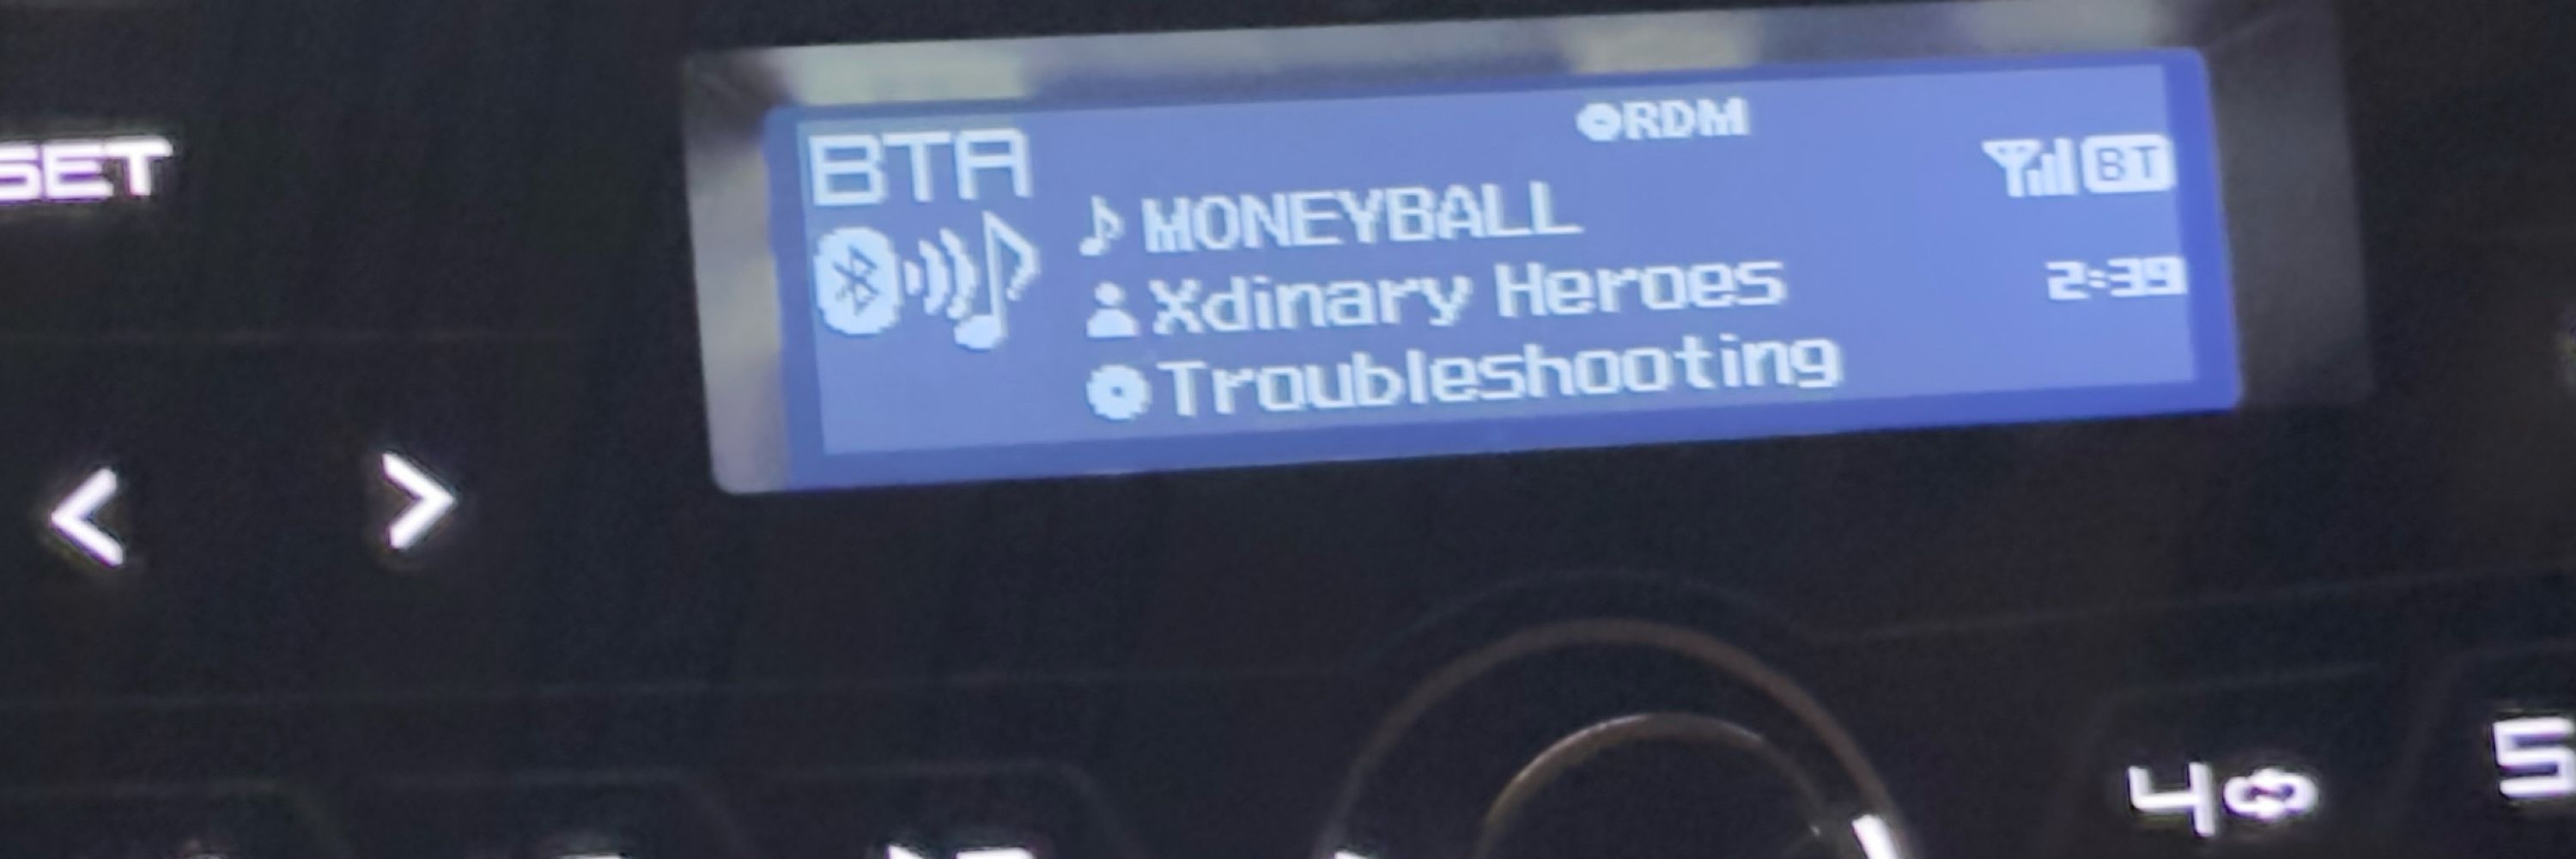 SET
BTA
RDM
BT
MONEYBALL
Xdinary Heroes
2:39
Troubleshooting
4
5